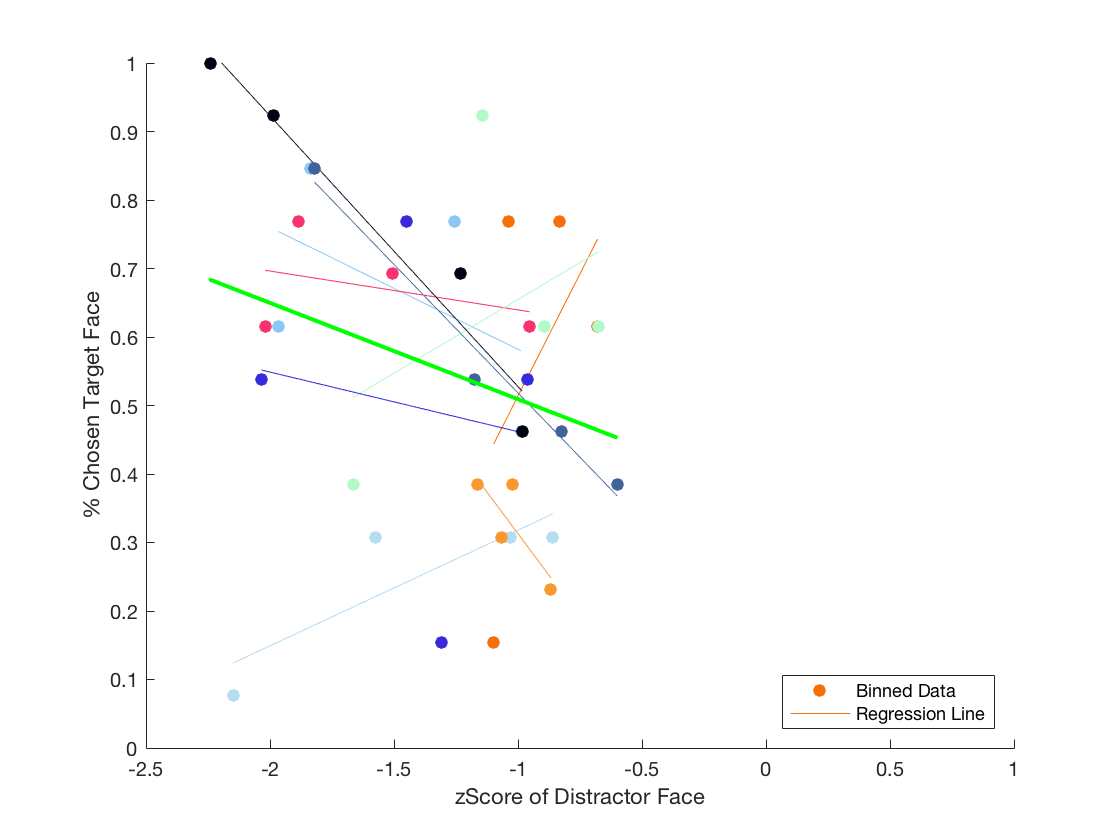 1
0.9
0.8
0.7
0.6
0.5
0.4
0.3
0.2
0.1
0
% Chosen Target Face
-2.5 -2 -1.5 -1 -0.5 0 0.5 1
zScore of Distractor Face
Binned Data
Regression Line